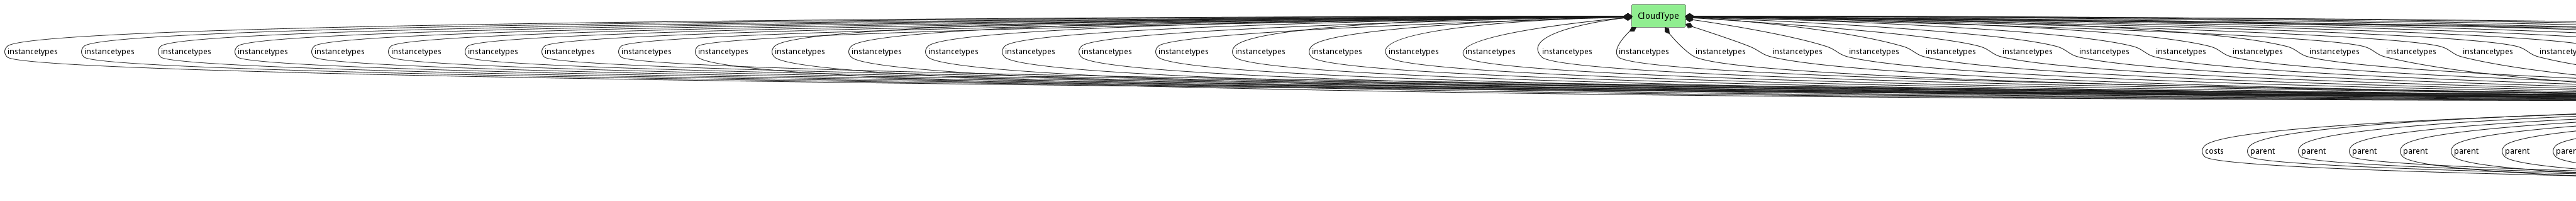 CloudType
instancetypes instancetypes instancetypes instancetypes instancetypes instancetypes instancetypes instancetypes instancetypes instancetypes instancetypes instancetypes instancetypes instancetypes instancetypes instancetypes instancetypes instancetypes instancetypes instancetypes instancetypes instancetypes instancetypes instancetypes instancetypes instancetypes instancetypes instancetypes instancetypes instancetypes instancetypes instancetypes instancetypes instancety
costs parent parent parent parent parent parent paren